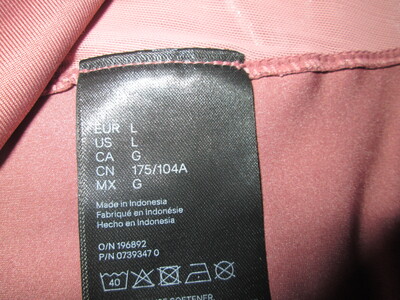 EUR L
US L
CA G
CN 175/104A
MX G
Made in Indonesia
Fabriqué en Indonésie
Hecho en Indonesia
O/N 196892
P/N 0739347 0
40
SOFTENER.